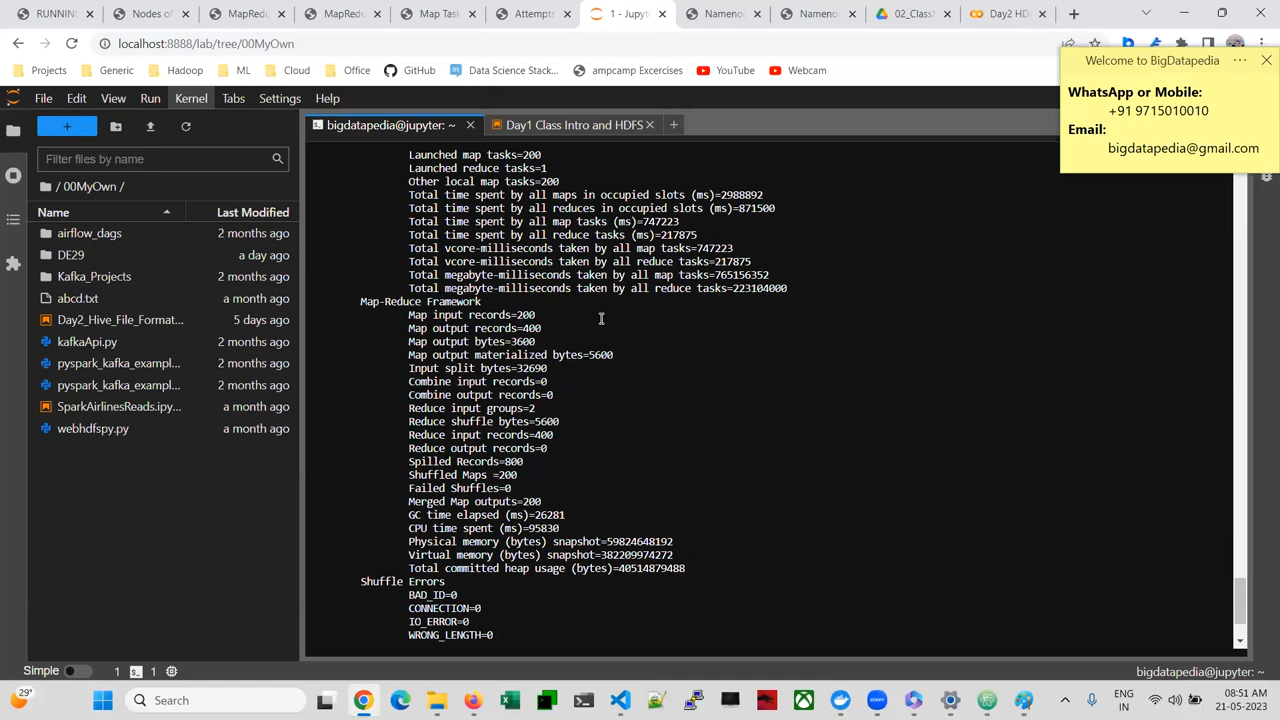 RUNNING
Nodes of
MapRedu
MapRedu
Map Task
Attempts
1 - Jupyte
Namenod
Namenod
02_Class
Day2 HD
localhost:8888/lab/tree/00MyOwn
Projects
Generic
Hadoop
ML
Cloud
Office
GitHub
Data Science Stack...
ampcamp Excercises
YouTube
Webcam
Welcome to BigDatapedia
WhatsApp or Mobile:
+91 9715010010
Email:
bigdatapedia@gmail.com
File Edit View Run Kernel Tabs Settings Help
bigdatapedia@jupyter: ~
Day1 Class Intro and HDFS
Filter files by name
/ 00MyOwn /
Name Last Modified
airflow_dags 2 months ago
DE29 a day ago
Kafka_Projects 2 months ago
abcd.txt a month ago
Day2_Hive_File_Format... 5 days ago
kafkaApi.py 2 months ago
pyspark_kafka_exampl... 2 months ago
pyspark_kafka_exampl... 2 months ago
SparkAirlinesReads.ipy... a month ago
webhdfspy.py a month ago
Launched map tasks=200
Launched reduce tasks=1
Other local map tasks=200
Total time spent by all maps in occupied slots (ms)=2988892
Total time spent by all reduces in occupied slots (ms)=871500
Total time spent by all map tasks (ms)=747223
Total time spent by all reduce tasks (ms)=217875
Total vcore-milliseconds taken by all map tasks=747223
Total vcore-milliseconds taken by all reduce tasks=217875
Total megabyte-milliseconds taken by all map tasks=765156352
Total megabyte-milliseconds taken by all reduce tasks=223104000
Map-Reduce Framework
Map input records=200
Map output records=400
Map output bytes=3600
Map output materialized bytes=5600
Input split bytes=32690
Combine input records=0
Combine output records=0
Reduce input groups=2
Reduce shuffle bytes=5600
Reduce input records=400
Reduce output records=0
Spilled Records=800
Shuffled Maps =200
Failed Shuffles=0
Merged Map outputs=200
GC time elapsed (ms)=26281
CPU time spent (ms)=95830
Physical memory (bytes) snapshot=59824648192
Virtual memory (bytes) snapshot=382209974272
Total committed heap usage (bytes)=40514879488
Shuffle Errors
BAD_ID=0
CONNECTION=0
IO_ERROR=0
WRONG_LENGTH=0
Simple 1 1
bigdatapedia@jupyter: ~
29°
Search
ENG
IN
08:51 AM
21-05-2023